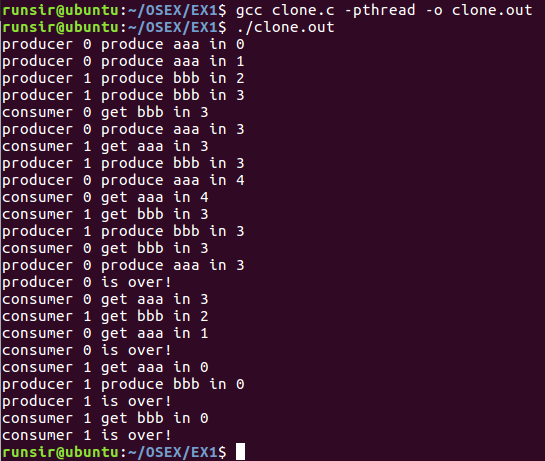 runsir@ubuntu:~/OSEX/EX1$ gcc clone.c -pthread -o clone.out
runsir@ubuntu:~/OSEX/EX1$ ./clone.out
producer 0 produce aaa in 0
producer 0 produce aaa in 1
producer 1 produce bbb in 2
producer 1 produce bbb in 3
consumer 0 get bbb in 3
producer 0 produce aaa in 3
consumer 1 get aaa in 3
producer 1 produce bbb in 3
producer 0 produce aaa in 4
consumer 0 get aaa in 4
consumer 1 get bbb in 3
producer 1 produce bbb in 3
consumer 0 get bbb in 3
producer 0 produce aaa in 3
producer 0 is over!
consumer 0 get aaa in 3
consumer 1 get bbb in 2
consumer 0 get aaa in 1
consumer 0 is over!
consumer 1 get aaa in 0
producer 1 produce bbb in 0
producer 1 is over!
consumer 1 get bbb in 0
consumer 1 is over!
runsir@ubuntu:~/OSEX/EX1$